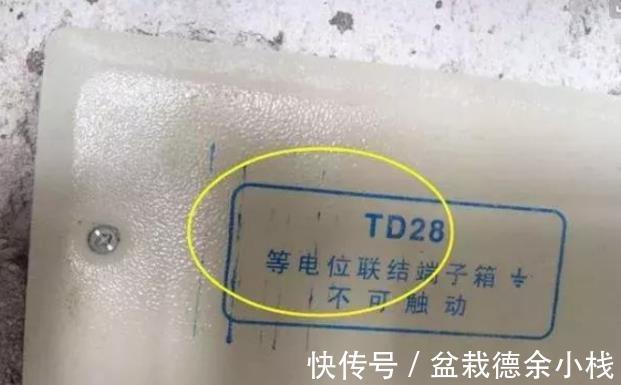 TD28
等电位联结端子箱⏚
不可触动
快传号 / 盆栽德余小栈